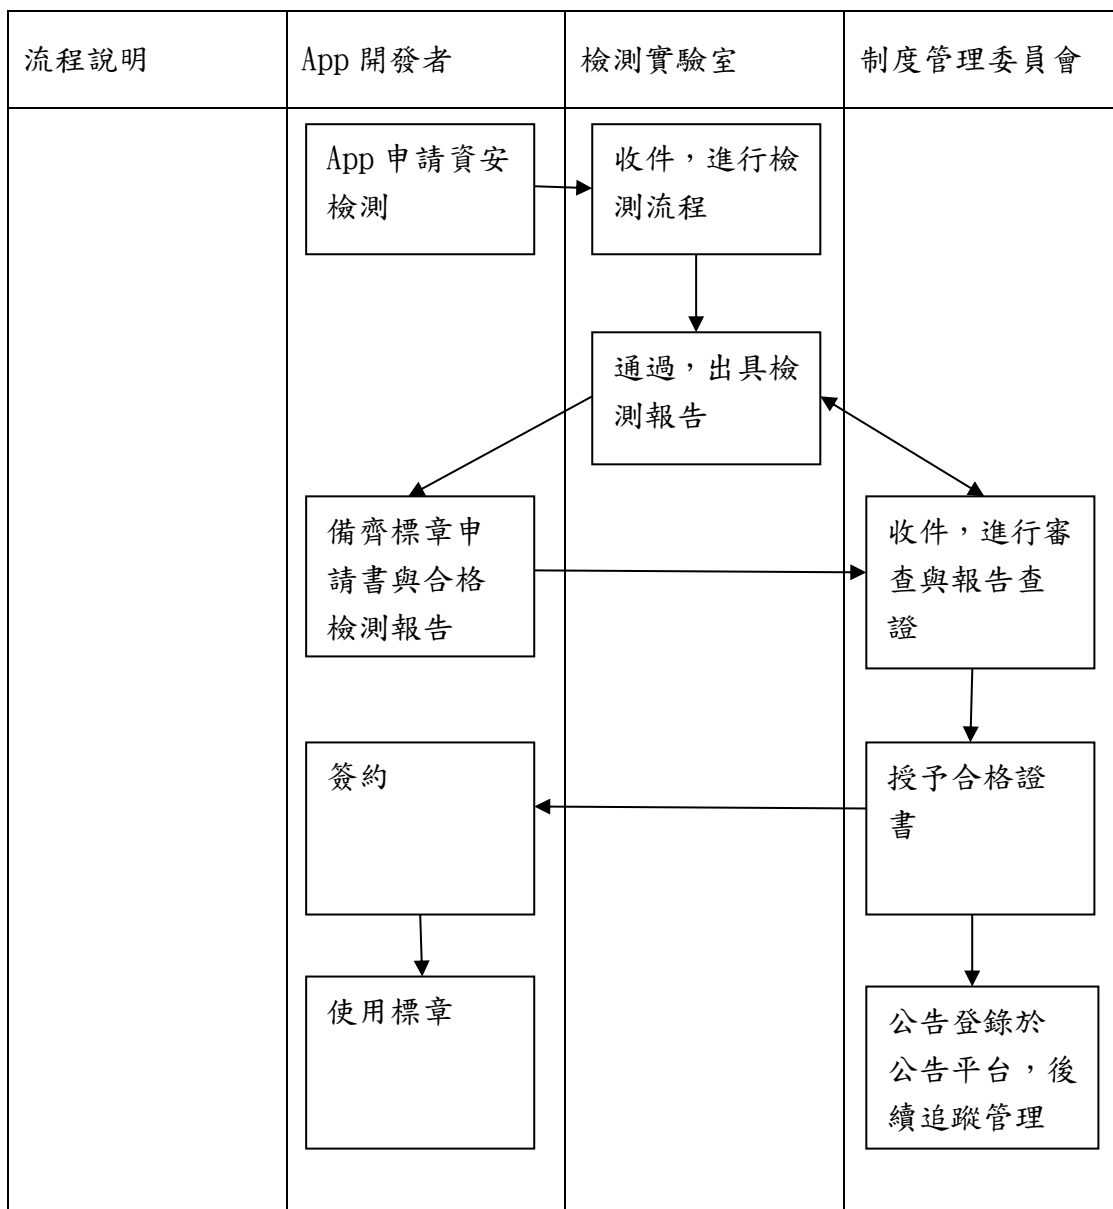 流程說明
App 開發者
檢測實驗室
制度管理委員會
App 申請資安
檢測
收件，進行檢
測流程
通過，出具檢
測報告
備齊標章申
請書與合格
檢測報告
收件，進行審
查與報告查
證
簽約
授予合格證
書
使用標章
公告登錄於
公告平台，後
續追蹤管理